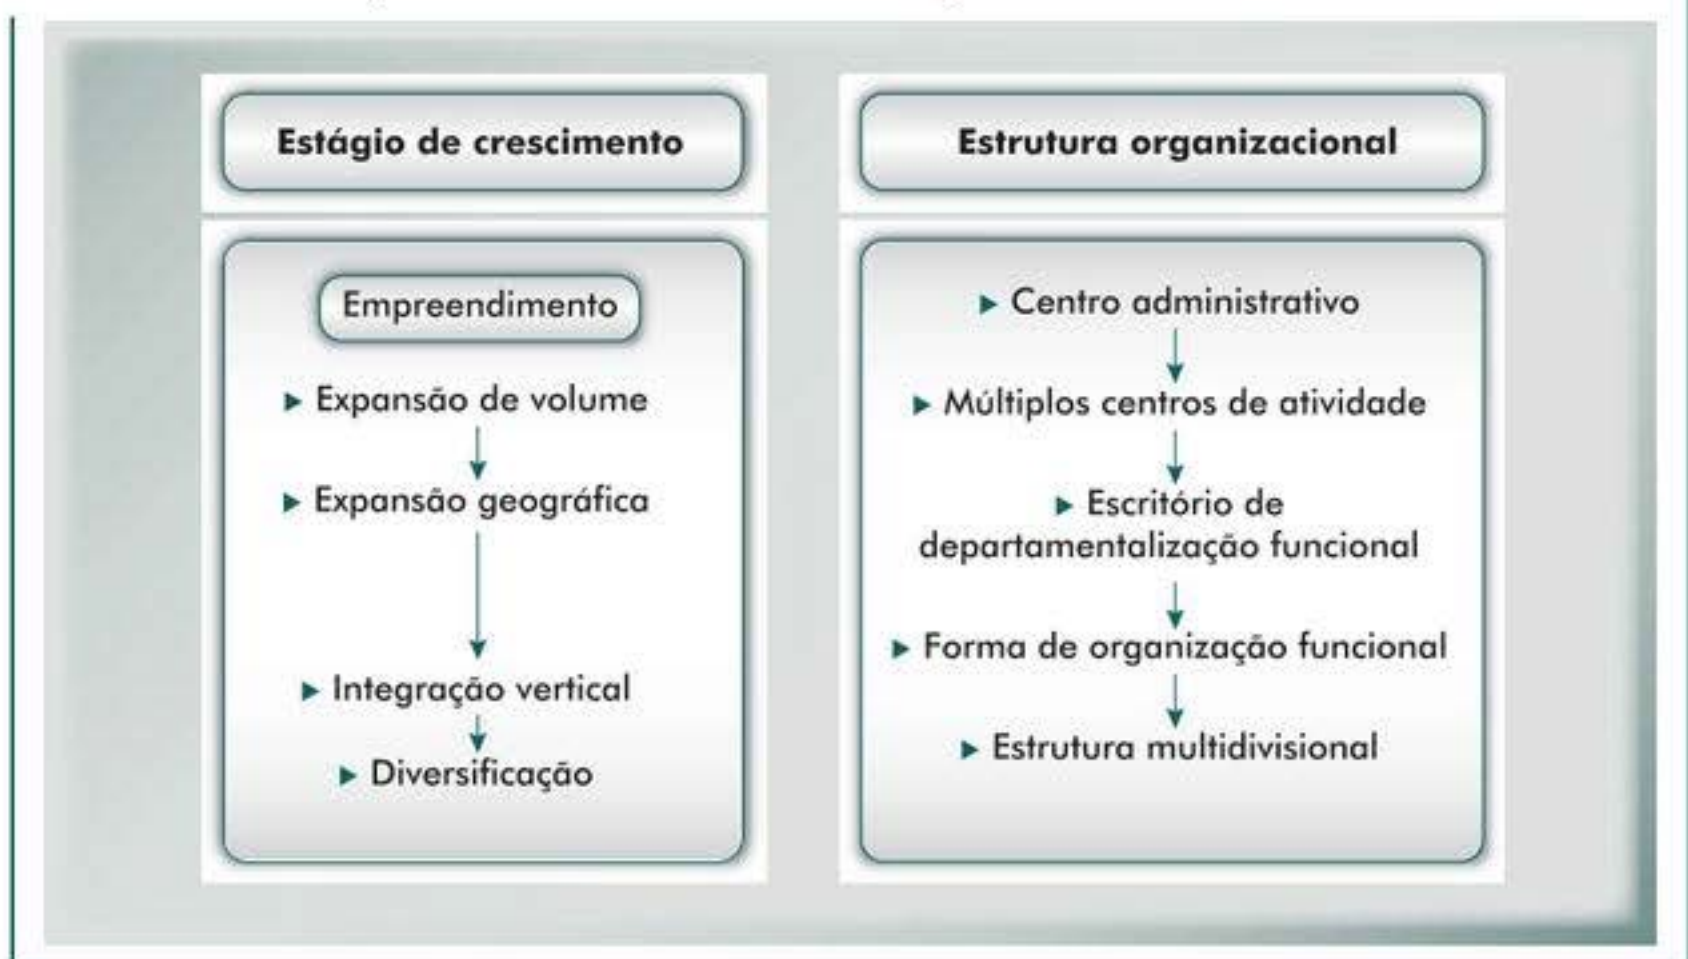 Estágio de crescimento
Empreendimento
▶ Expansão de volume
▶ Expansão geográfica
▶ Integração vertical
▶ Diversificação
Estrutura organizacional
▶ Centro administrativo
▶ Múltiplos centros de atividade
▶ Escritório de
departamentalização funcional
▶ Forma de organização funcional
▶ Estrutura multidivisional